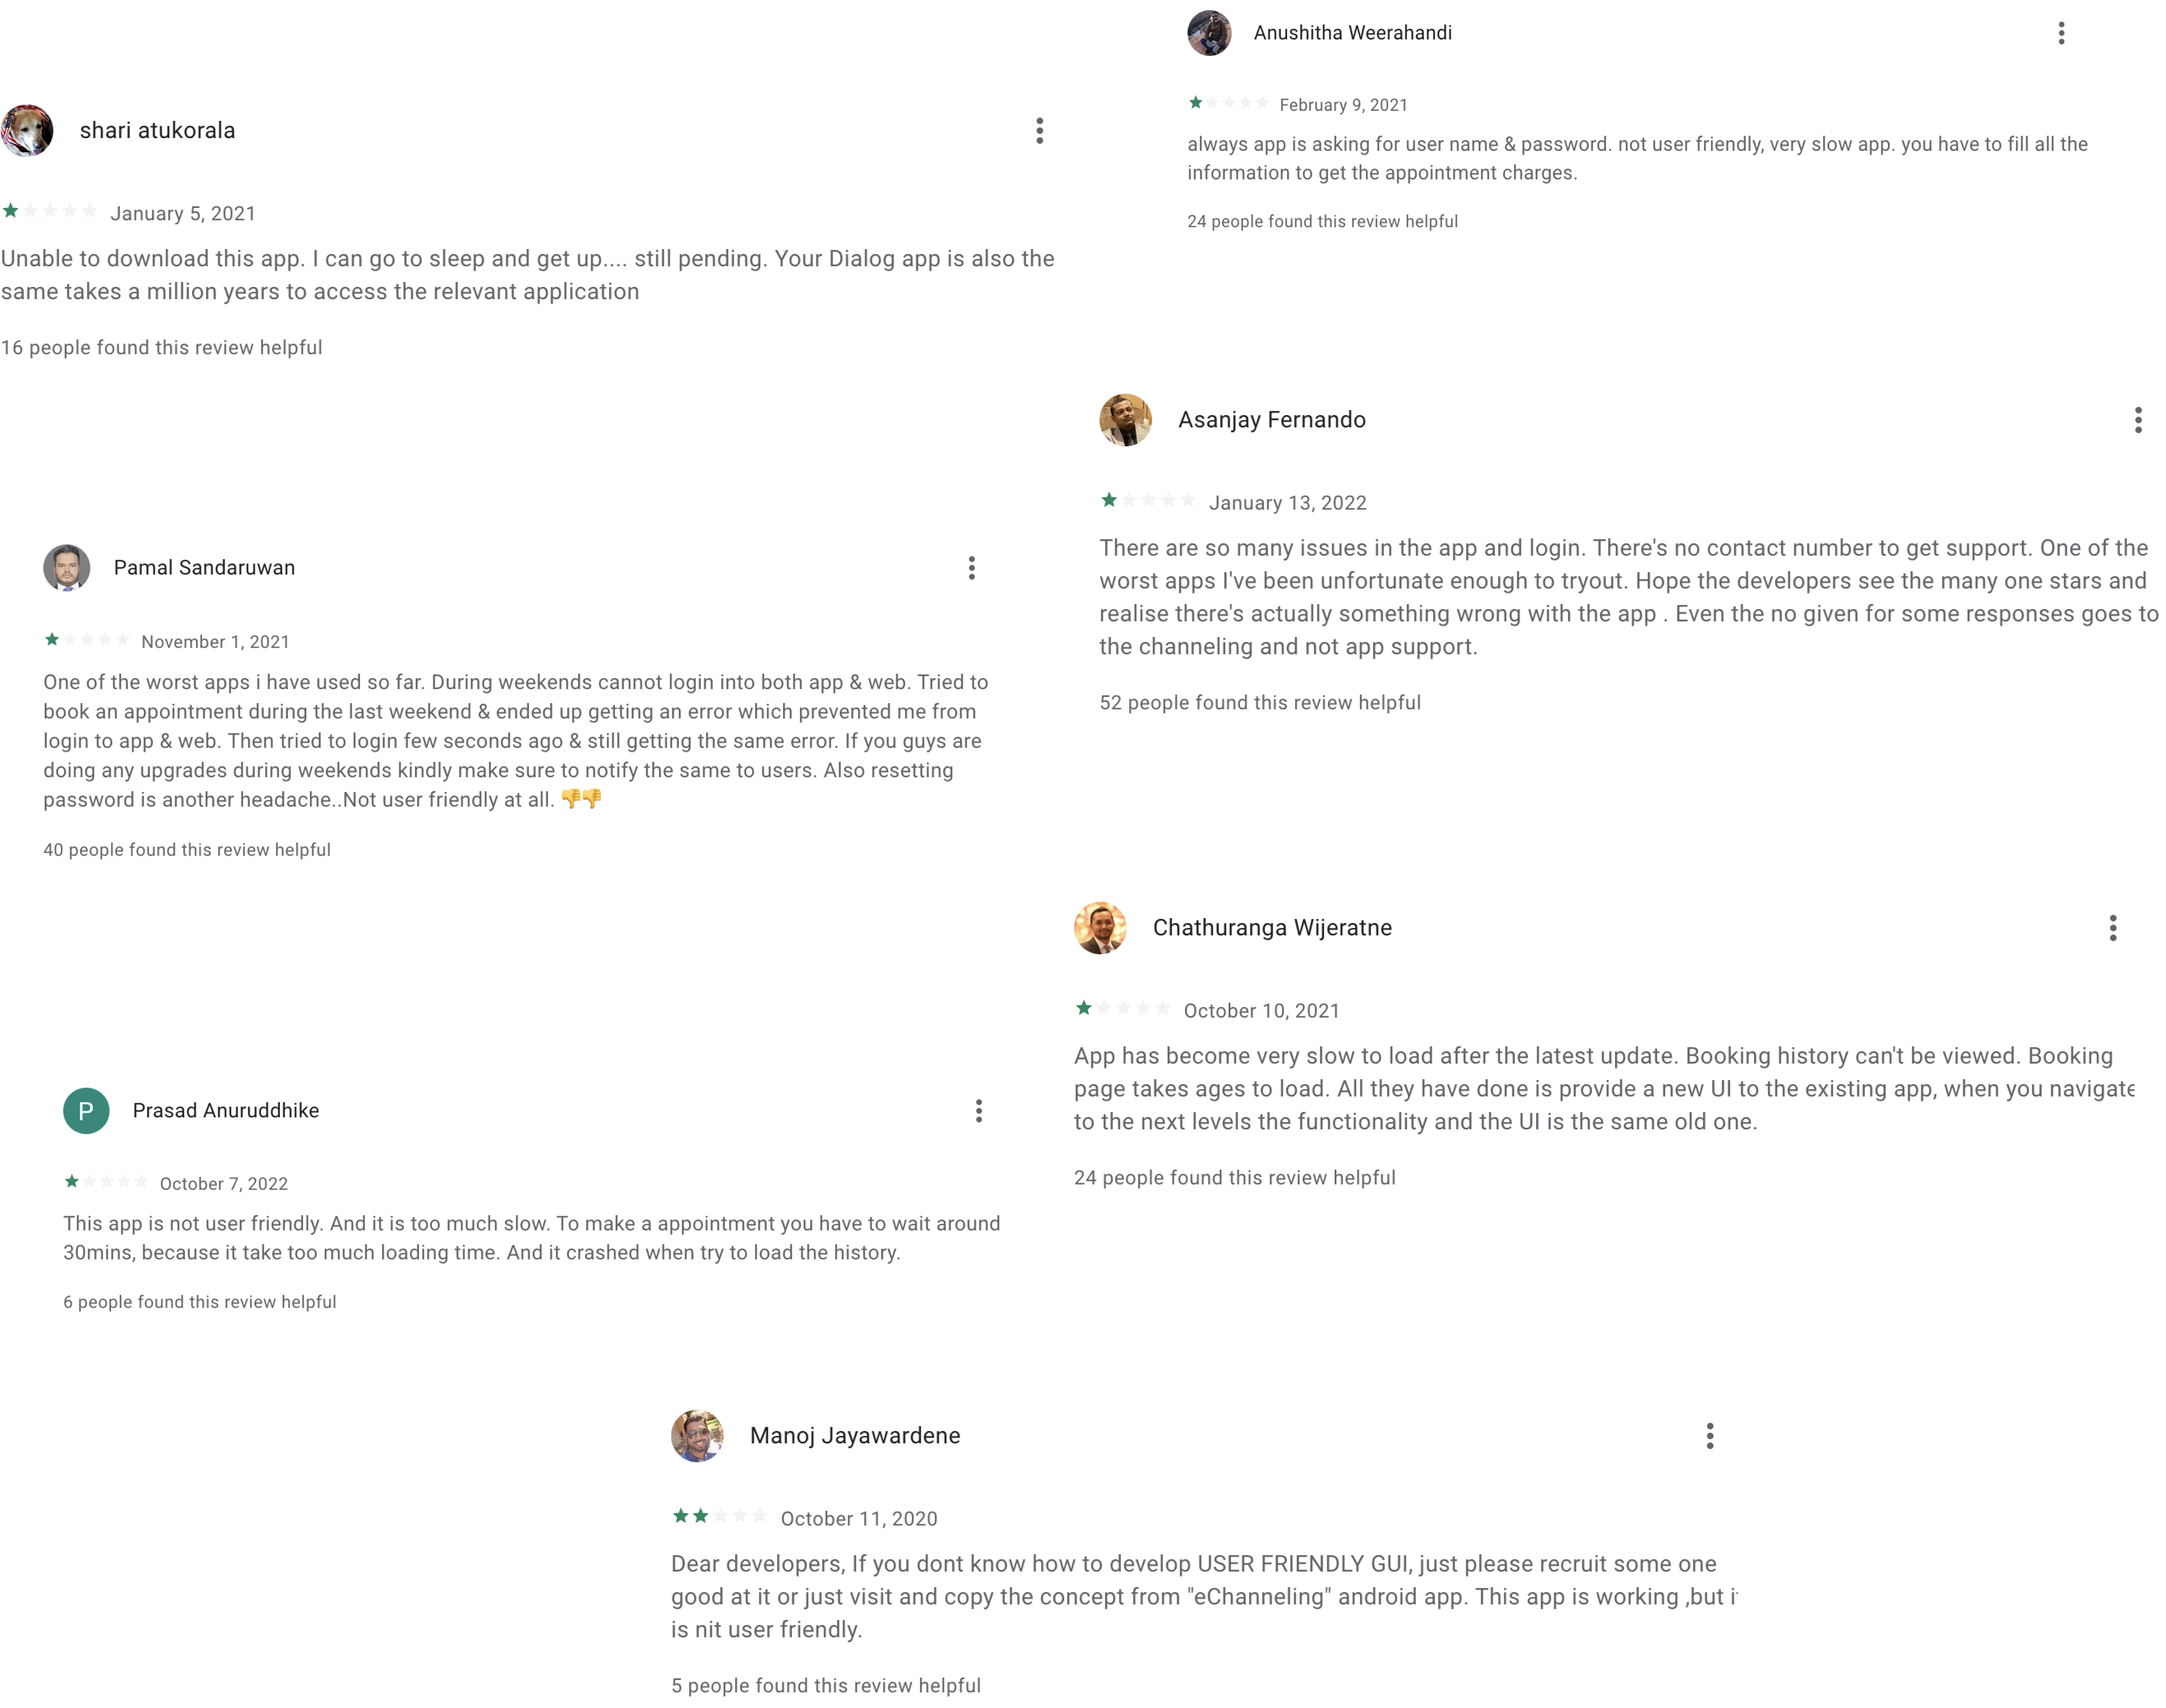 Anushitha Weerahandi
February 9, 2021
always app is asking for user name & password. not user friendly, very slow app. you have to fill all the
information to get the appointment charges.
24 people found this review helpful
shari atukorala
January 5, 2021
Unable to download this app. I can go to sleep and get up.... still pending. Your Dialog app is also the
same takes a million years to access the relevant application
16 people found this review helpful
Asanjay Fernando
January 13, 2022
There are so many issues in the app and login. There's no contact number to get support. One of the
worst apps I've been unfortunate enough to tryout. Hope the developers see the many one stars and
realise there's actually something wrong with the app . Even the no given for some responses goes to
the channeling and not app support.
52 people found this review helpful
Pamal Sandaruwan
November 1, 2021
One of the worst apps i have used so far. During weekends cannot login into both app & web. Tried to
book an appointment during the last weekend & ended up getting an error which prevented me from
login to app & web. Then tried to login few seconds ago & still getting the same error. If you guys are
doing any upgrades during weekends kindly make sure to notify the same to users. Also resetting
password is another headache..Not user friendly at all. 👎👎
40 people found this review helpful
Chathuranga Wijeratne
October 10, 2021
App has become very slow to load after the latest update. Booking history can't be viewed. Booking
page takes ages to load. All they have done is provide a new UI to the existing app, when you navigate
to the next levels the functionality and the UI is the same old one.
24 people found this review helpful
P
Prasad Anuruddhike
October 7, 2022
This app is not user friendly. And it is too much slow. To make a appointment you have to wait around
30mins, because it take too much loading time. And it crashed when try to load the history.
6 people found this review helpful
Manoj Jayawardene
October 11, 2020
Dear developers, If you dont know how to develop USER FRIENDLY GUI, just please recruit some one
good at it or just visit and copy the concept from "eChanneling" android app. This app is working ,but
is nit user friendly.
5 people found this review helpful